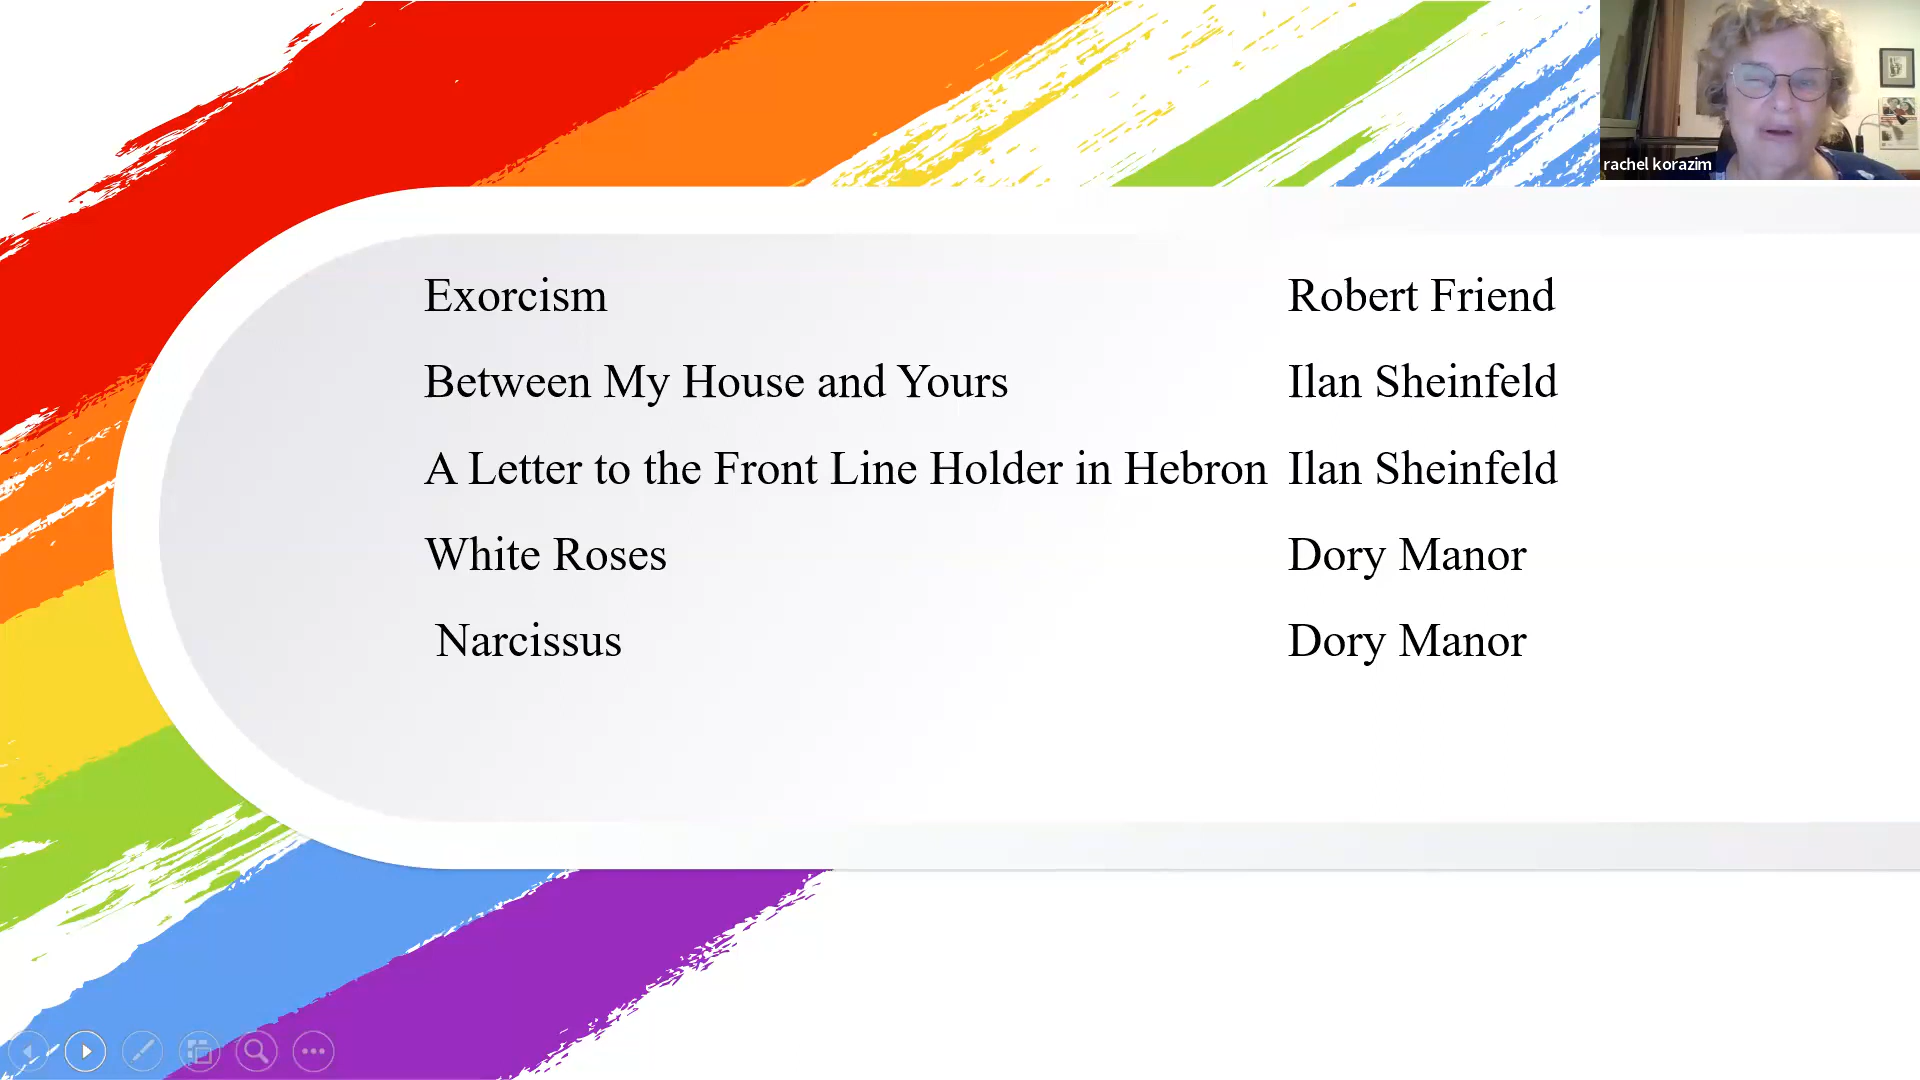 rachel korazim
Exorcism Robert Friend
Between My House and Yours Ilan Sheinfeld
A Letter to the Front Line Holder in Hebron Ilan Sheinfeld
White Roses Dory Manor
Narcissus Dory Manor